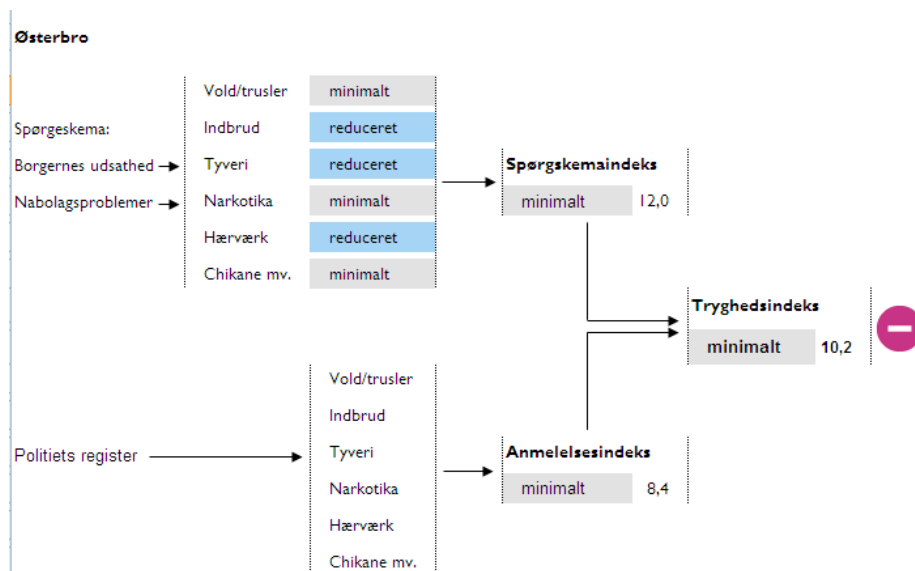 Østerbro
Spørgeskema:
Borgernes udsathed
Nabolagsproblemer
Vold/trusler minimalt
Indbrud reduceret
Tyveri reduceret
Narkotika minimalt
Hærværk reduceret
Chikane mv. minimalt
Spørgskemaindeks
minimalt 12,0
Tryghedsindeks
minimalt 10,2
Politiets register
Vold/trusler
Indbrud
Tyveri
Narkotika
Hærværk
Chikane mv.
Anmelelsesindeks
minimalt 8,4